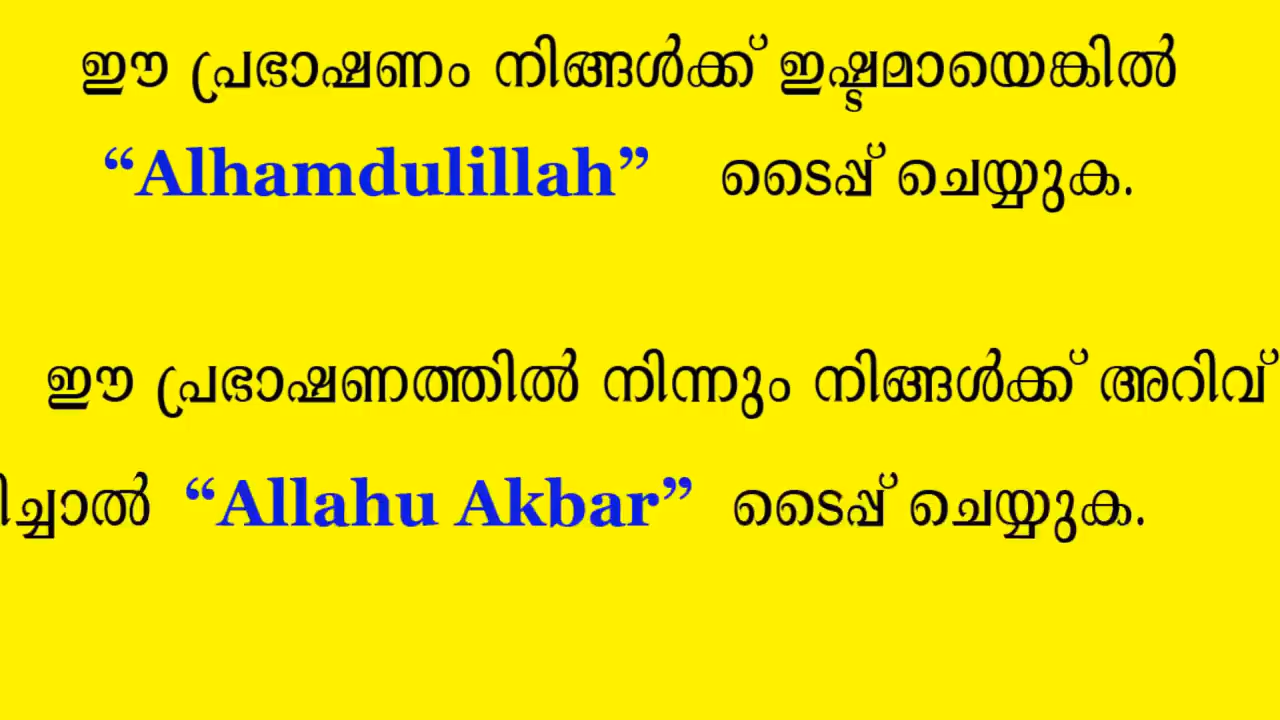 ഈ പ്രഭാഷണം നിങ്ങൾക്ക് ഇഷ്ടമായെങ്കിൽ
“Alhamdulillah” ടൈപ്പ് ചെയ്യുക.
ഈ പ്രഭാഷണത്തിൽ നിന്നും നിങ്ങൾക്ക് അറിവ്
“Allahu Akbar” ടൈപ്പ് ചെയ്യുക.